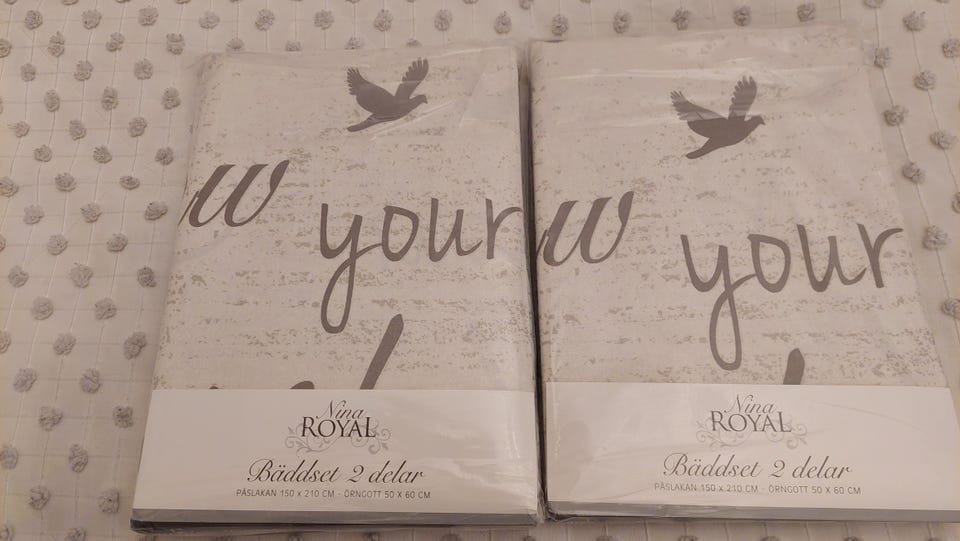 w your
Nina
ROYAL
Bäddset 2 delar
PÅSLAKAN 150 X 210 CM · ÖRNGOTT 50 X 60 CM
w your
Nina
ROYAL
Bäddset 2 delar
PÅSLAKAN 150 X 210 CM · ÖRNGOTT 50 X 60 CM